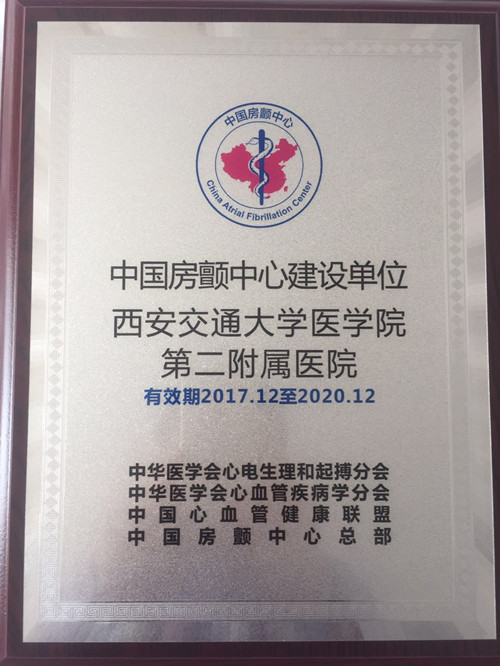 中国房颤中心
China Atrial Fibrillation Center
中国房颤中心建设单位
西安交通大学医学院
第二附属医院
有效期2017.12至2020.12
中华医学会心电生理和起搏分会
中华医学会心血管疾病学分会
中国心血管健康联盟
中国房颤中心总部